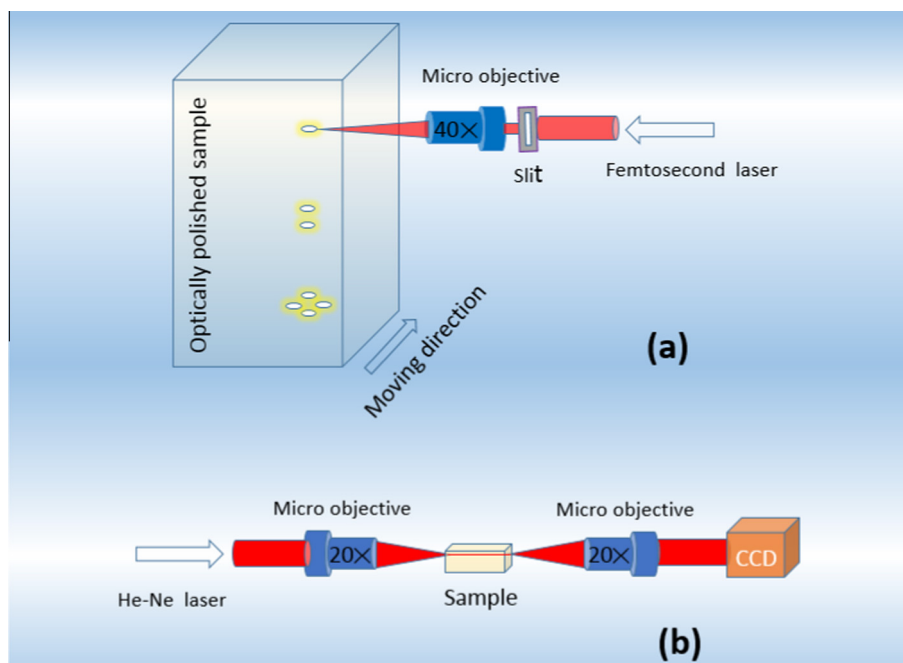 Micro objective
40×
Slit
Femtosecond laser
Optically polished sample
Moving direction
(a)
Micro objective
Micro objective
20×
20×
CCD
He-Ne laser
Sample
(b)